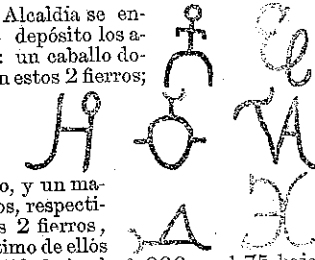 Alcaldía se en-
depósito los a-
: un caballo do-
n estos 2 fierros;
o, y un ma-
os, respecti-
s 2 fierros,
timo de ellos